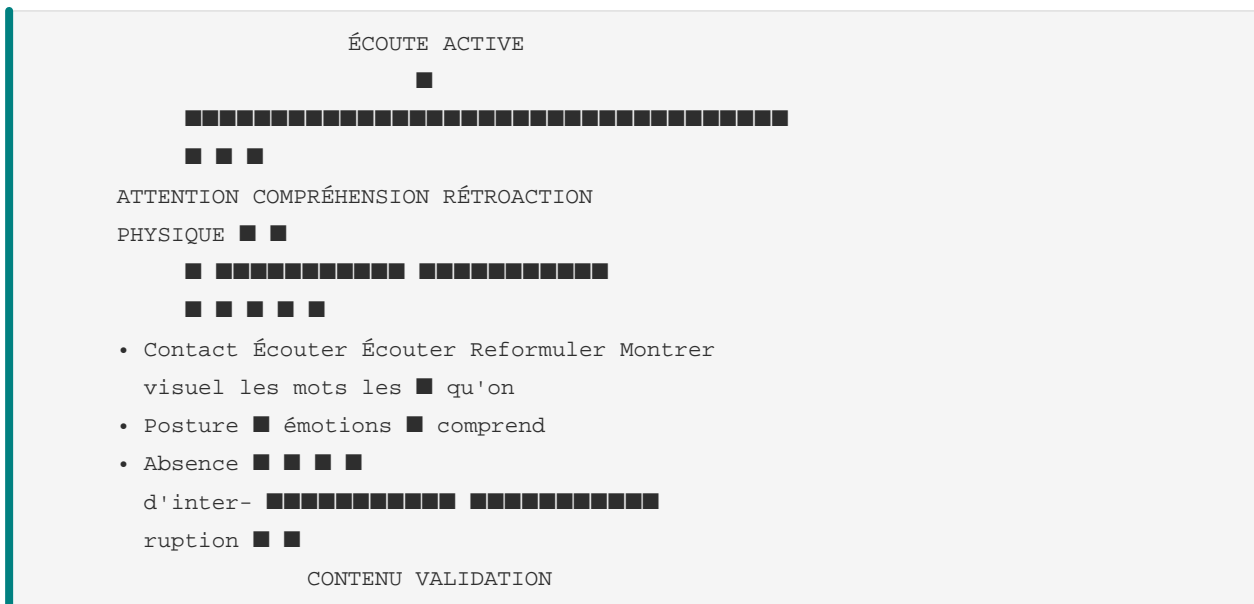 ÉCOUTE ACTIVE
■
■■■■■■■■■■■■■■■■■■■■■■■■■■■■■■■■■■■
■ ■ ■
ATTENTION COMPRÉHENSION RÉTROACTION
PHYSIQUE ■ ■
■ ■■■■■■■■■■■ ■■■■■■■■■■■
■ ■ ■ ■ ■
• Contact Écouter Écouter Reformuler Montrer
visuel les mots les ■ qu'on
• Posture ■ émotions ■ comprend
• Absence ■ ■ ■ ■
d'inter- ■■■■■■■■■■■ ■■■■■■■■■■■
ruption ■ ■
CONTENU VALIDATION